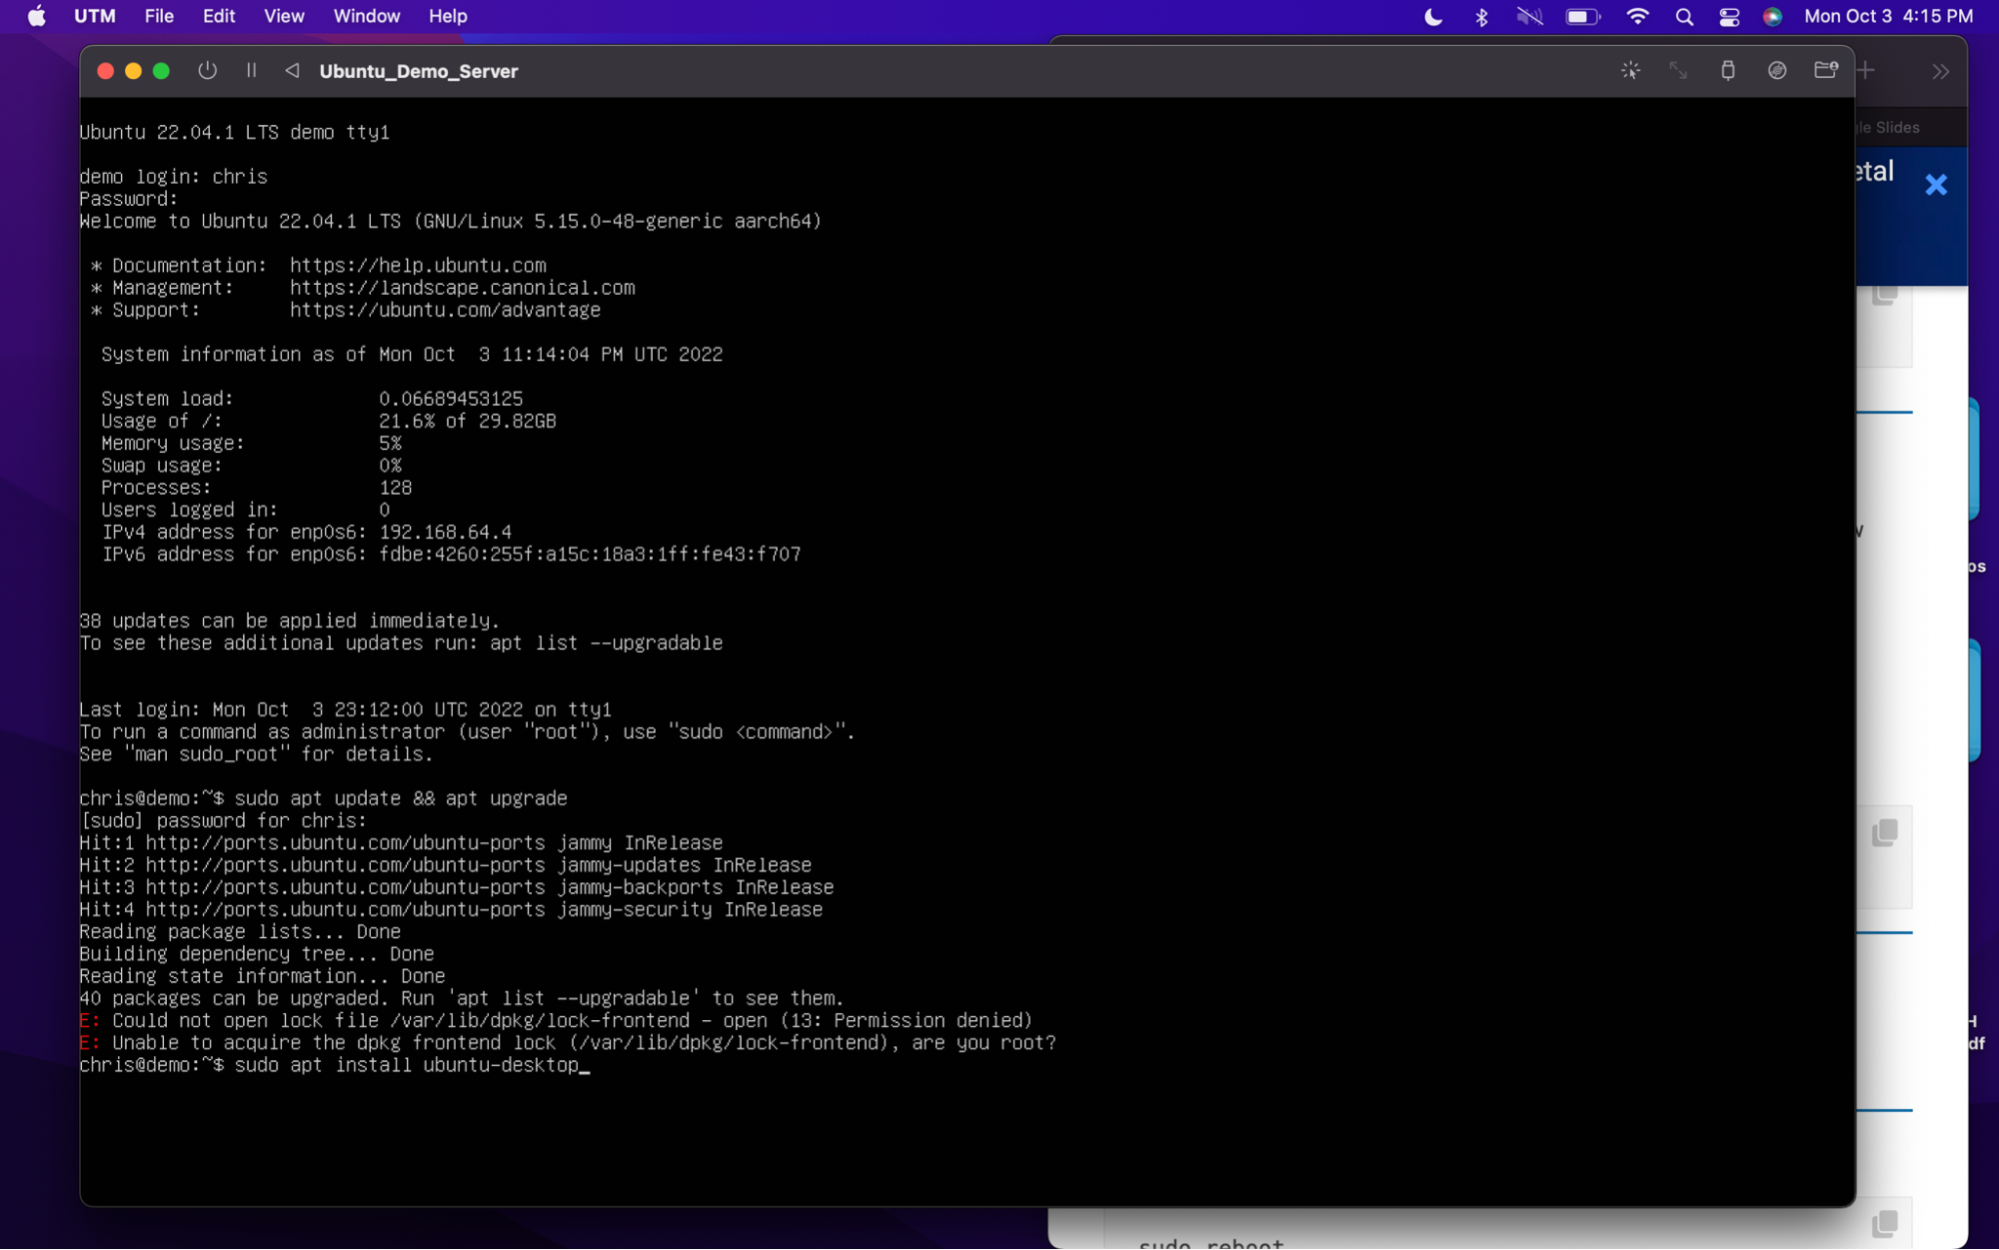 UTM File Edit View Window Help Mon Oct 3 4:15 PM
Ubuntu_Demo_Server
Ubuntu 22.04.1 LTS demo tty1
demo login: chris
Password:
Welcome to Ubuntu 22.04.1 LTS (GNU/Linux 5.15.0-48-generic aarch64)
* Documentation: https://help.ubuntu.com
* Management: https://landscape.canonical.com
* Support: https://ubuntu.com/advantage
System information as of Mon Oct 3 11:14:04 PM UTC 2022
System load: 0.06689453125
Usage of /: 21.6% of 29.82GB
Memory usage: 5%
Swap usage: 0%
Processes: 128
Users logged in: 0
IPv4 address for enp0s6: 192.168.64.4
IPv6 address for enp0s6: fdbe:4260:255f:a15c:18a3:1ff:fe43:f707
38 updates can be applied immediately.
To see these additional updates run: apt list --upgradable
Last login: Mon Oct 3 23:12:00 UTC 2022 on tty1
To run a command as administrator (user "root"), use "sudo <command>".
See "man sudo_root" for details.
chris@demo:~$ sudo apt update && apt upgrade
[sudo] password for chris:
Hit:1 http://ports.ubuntu.com/ubuntu-ports jammy InRelease
Hit:2 http://ports.ubuntu.com/ubuntu-ports jammy-updates InRelease
Hit:3 http://ports.ubuntu.com/ubuntu-ports jammy-backports InRelease
Hit:4 http://ports.ubuntu.com/ubuntu-ports jammy-security InRelease
Reading package lists... Done
Building dependency tree... Done
Reading state information... Done
40 packages can be upgraded. Run 'apt list --upgradable' to see them.
E: Could not open lock file /var/lib/dpkg/lock-frontend - open (13: Permission denied)
E: Unable to acquire the dpkg frontend lock (/var/lib/dpkg/lock-frontend), are you root?
chris@demo:~$ sudo apt install ubuntu-desktop_
gle Slides
etal
os
df
sudo reboot